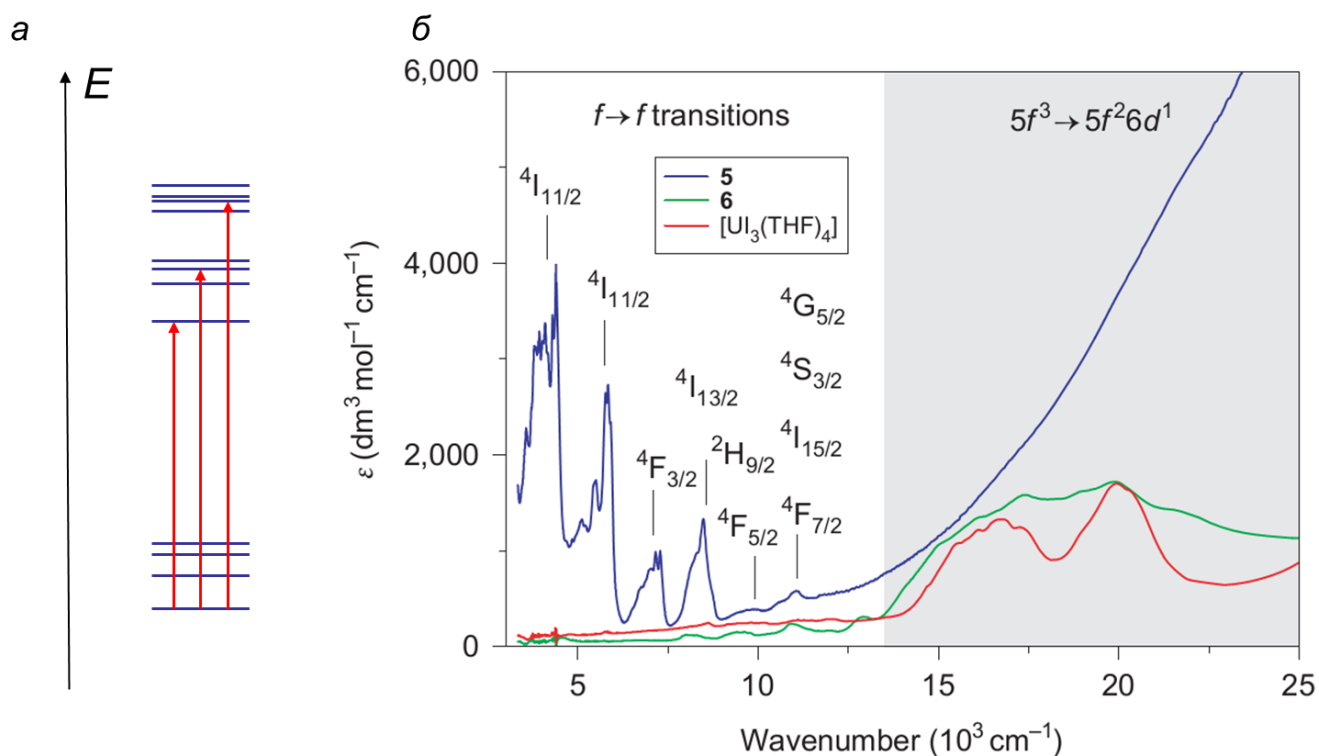 а
E
б
6,000
4,000
2,000
0
ε (dm³ mol⁻¹ cm⁻¹)
f→f transitions
5f³→5f²6d¹
5
6
[UI₃(THF)₄]
⁴I₁₁/₂
⁴I₁₁/₂
⁴F₃/₂
⁴I₁₃/₂
²H₉/₂
⁴F₅/₂
⁴G₅/₂
⁴S₃/₂
⁴I₁₅/₂
⁴F₇/₂
5 10 15 20 25
Wavenumber (10³ cm⁻¹)